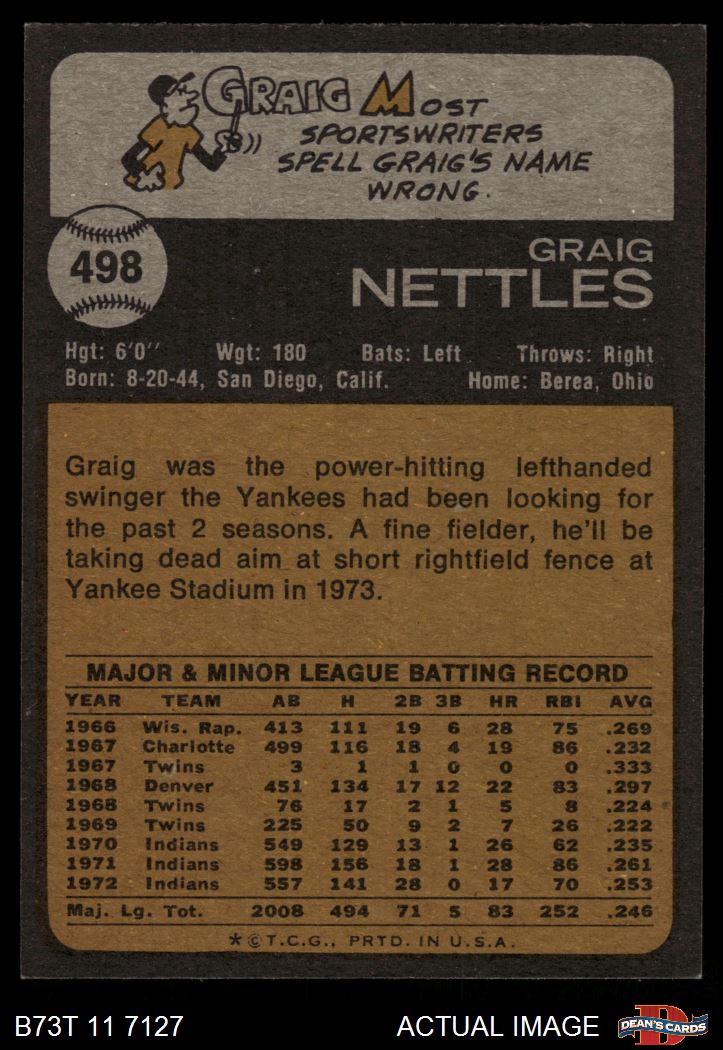 GRAIG MOST
SPORTSWRITERS
SPELL GRAIG'S NAME
WRONG.
498
GRAIG
NETTLES
Hgt: 6'0'' Wgt: 180 Bats: Left Throws: Right
Born: 8-20-44, San Diego, Calif. Home: Berea, Ohio
Graig was the power-hitting lefthanded
swinger the Yankees had been looking for
the past 2 seasons. A fine fielder, he'll be
taking dead aim at short rightfield fence at
Yankee Stadium in 1973.
MAJOR & MINOR LEAGUE BATTING RECORD
YEAR TEAM AB H 2B 3B HR RBI AVG
1966 Wis. Rap. 413 111 19 6 28 75 .269
1967 Charlotte 499 116 18 4 19 86 .232
1967 Twins 3 1 1 0 0 0 .333
1968 Denver 451 134 17 12 22 83 .297
1968 Twins 76 17 2 1 5 8 .224
1969 Twins 225 50 9 2 7 26 .222
1970 Indians 549 129 13 1 26 62 .235
1971 Indians 598 156 18 1 28 86 .261
1972 Indians 557 141 28 0 17 70 .253
Maj. Lg. Tot. 2008 494 71 5 83 252 .246
*©T.C.G., PRTD. IN U.S.A.
B73T 11 7127 ACTUAL IMAGE D DEAN'S CARDS